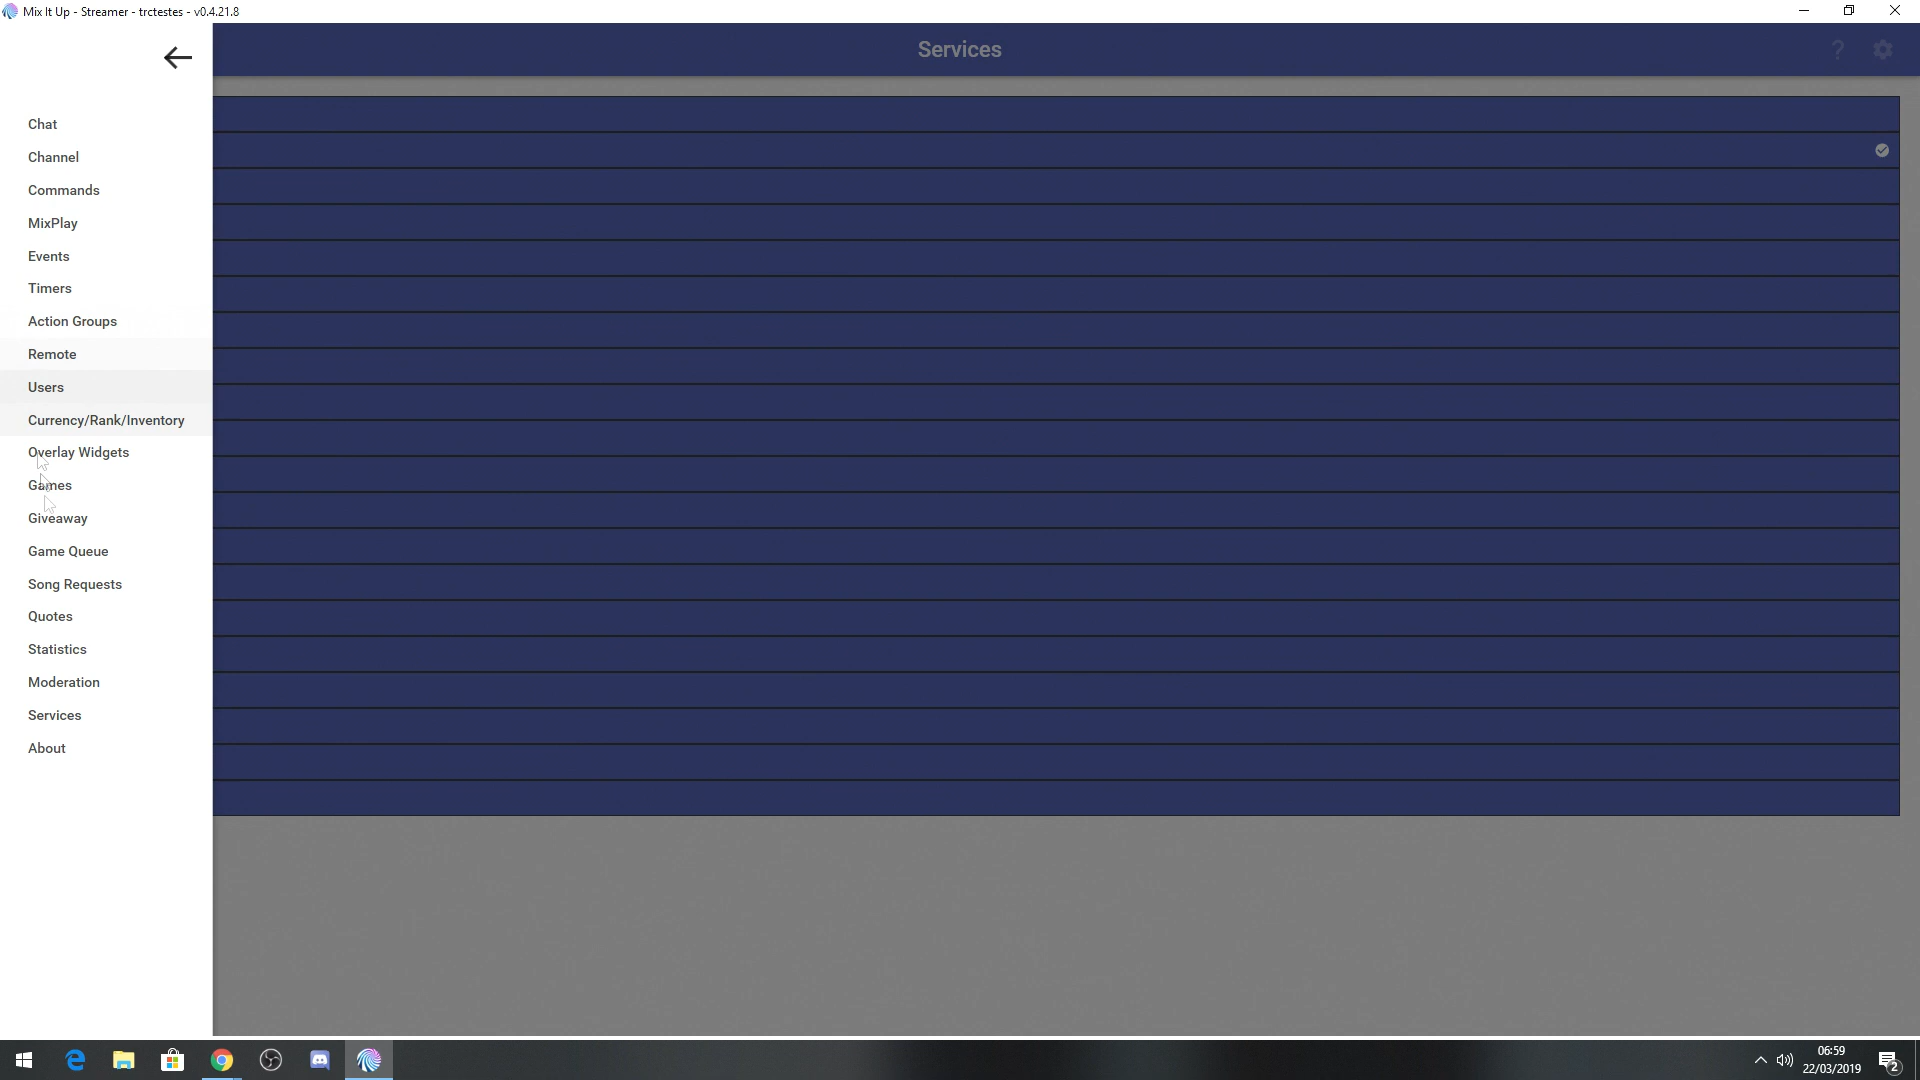 Mix It Up - Streamer - trctestes - v0.4.21.8
Services
?
Chat
Channel
Commands
MixPlay
Events
Timers
Action Groups
Remote
Users
Currency/Rank/Inventory
Overlay Widgets
Games
Giveaway
Game Queue
Song Requests
Quotes
Statistics
Moderation
Services
About
06:59
22/03/2019
2